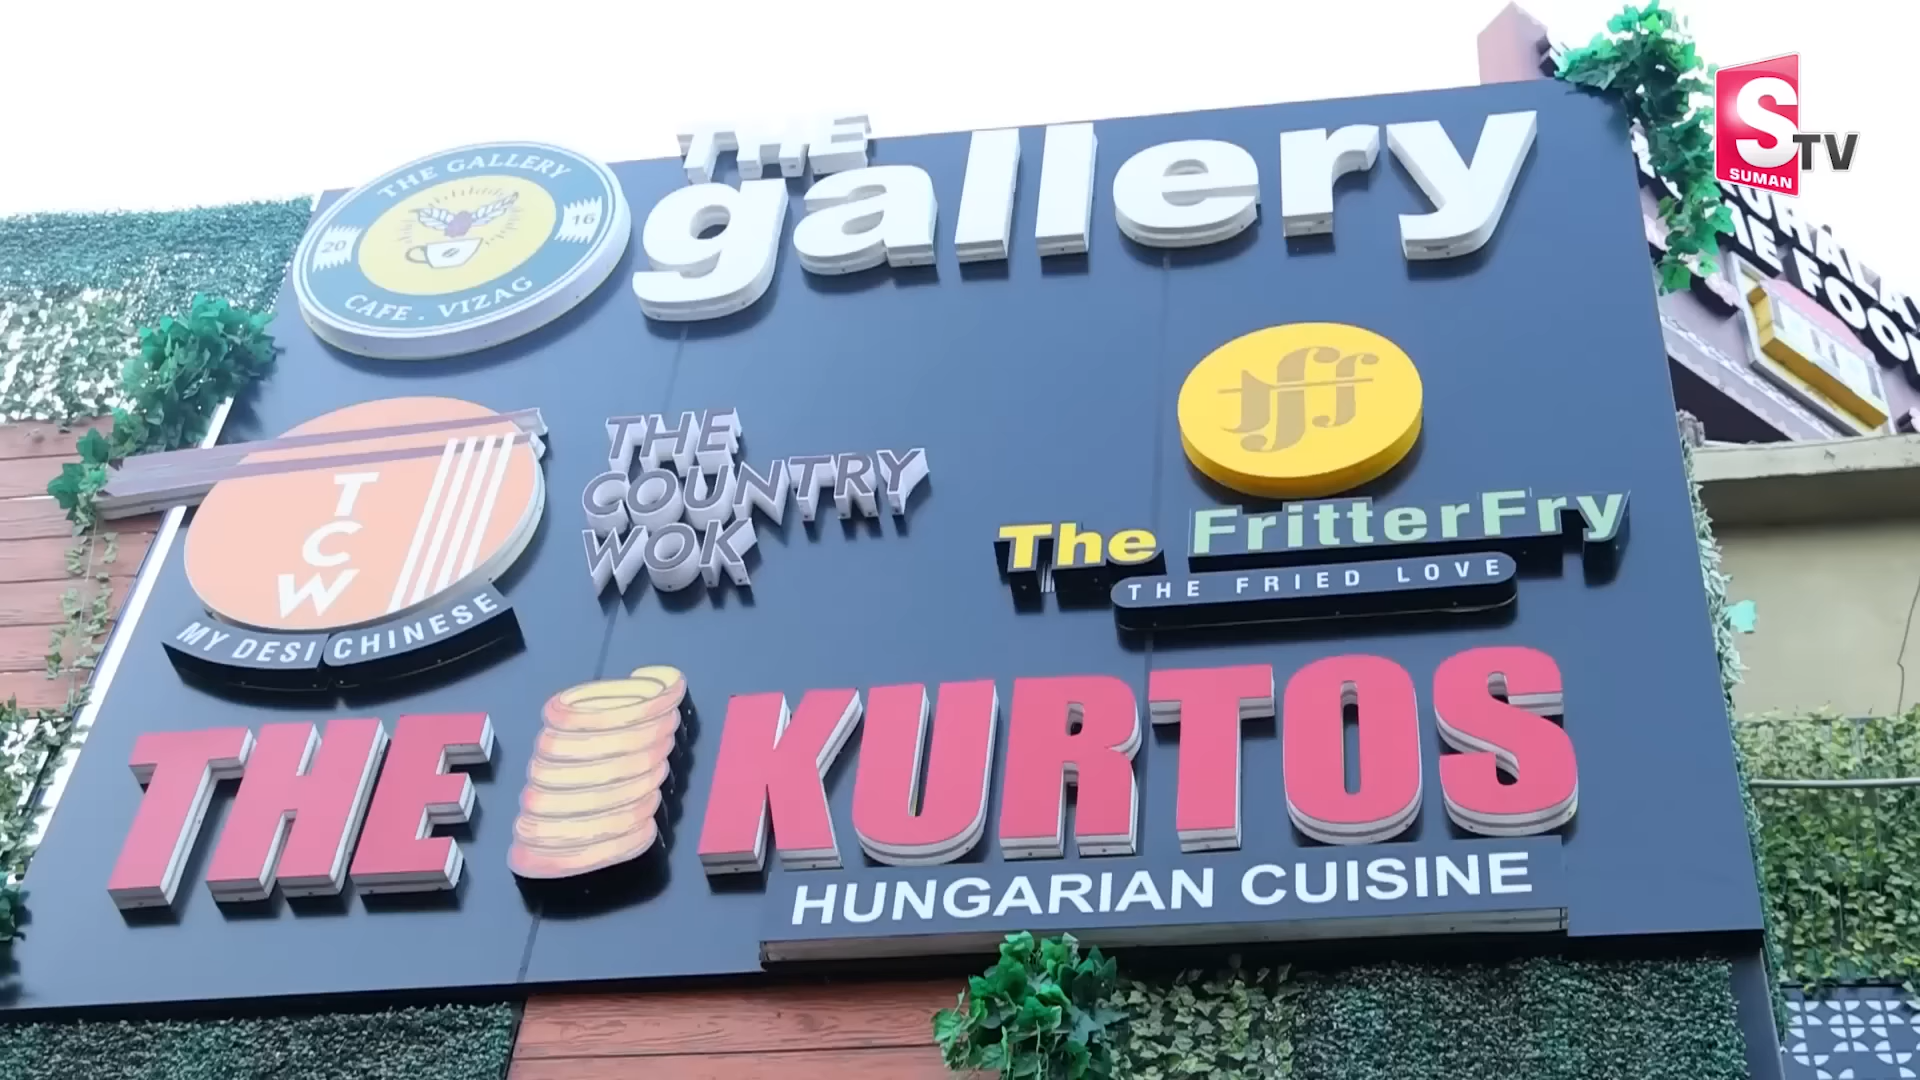 THE GALLERY
20 16
CAFE . VIZAG
THE
gallery
S
SUMAN
TV
TCW
MY DESI CHINESE
THE
COUNTRY
WOK
tff
The FritterFry
THE FRIED LOVE
THE KURTOS
HUNGARIAN CUISINE
THE